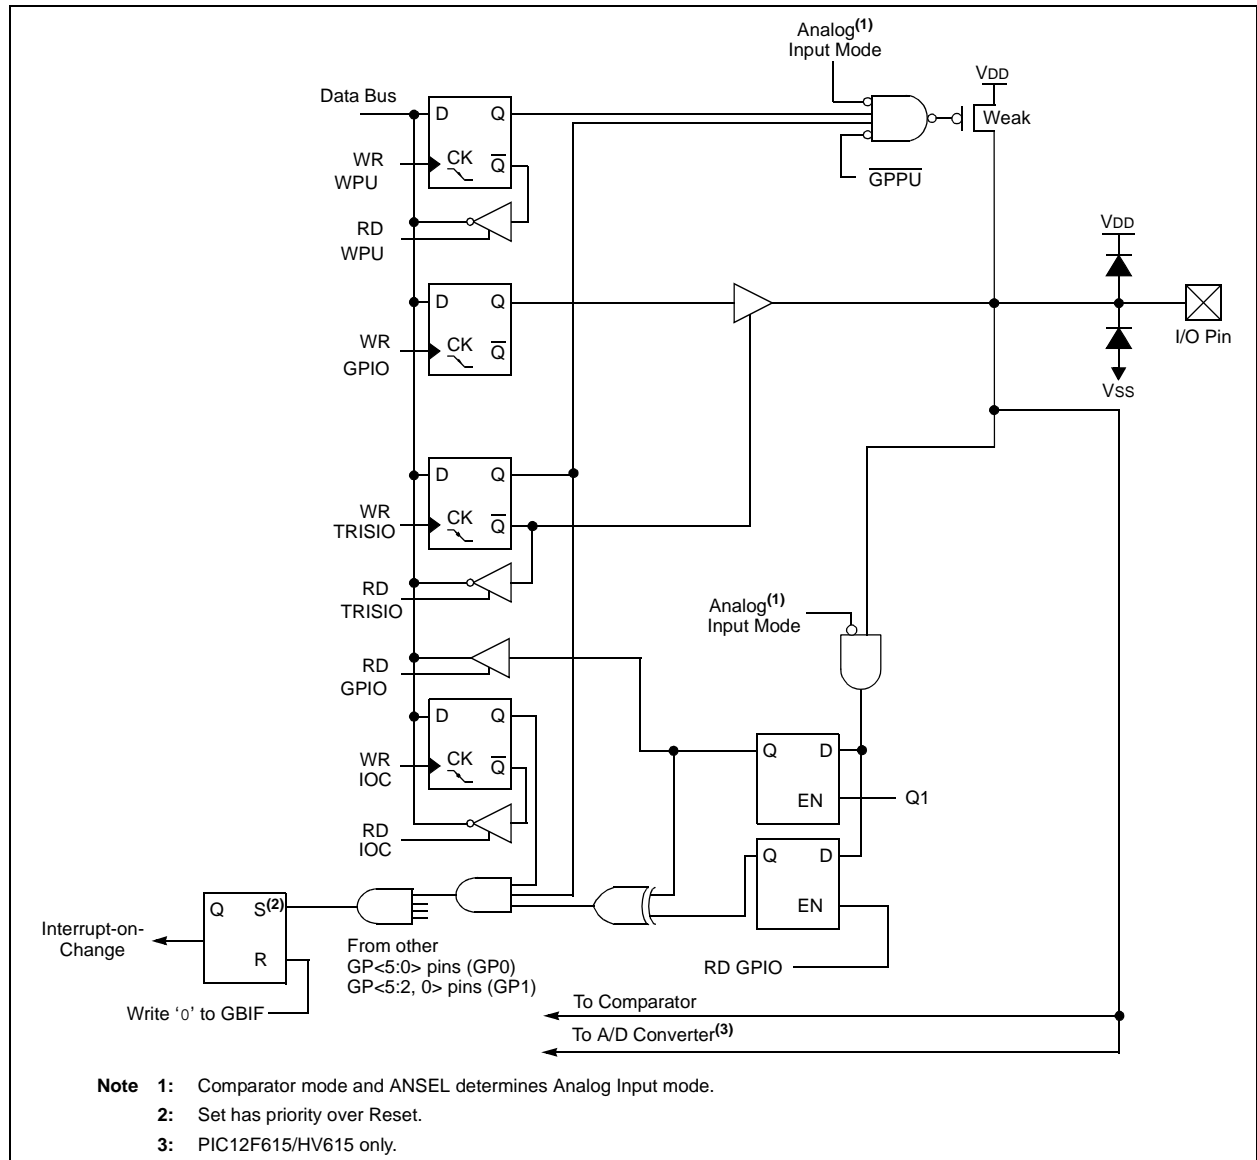 Analog(1)
Input Mode
VDD
Data Bus
D Q
Weak
WR
WPU
CK Q
GPPU
RD
WPU
VDD
D Q
I/O Pin
WR
GPIO
CK Q
VSS
D Q
WR
TRISIO
CK Q
RD
TRISIO
Analog(1)
Input Mode
RD
GPIO
D Q
Q D
WR
IOC
CK Q
EN Q1
RD
IOC
Q D
EN
Q S(2)
Interrupt-on-
Change
R
From other
GP<5:0> pins (GP0)
GP<5:2, 0> pins (GP1)
RD GPIO
Write ‘0’ to GBIF
To Comparator
To A/D Converter(3)
Note 1: Comparator mode and ANSEL determines Analog Input mode.
2: Set has priority over Reset.
3: PIC12F615/HV615 only.